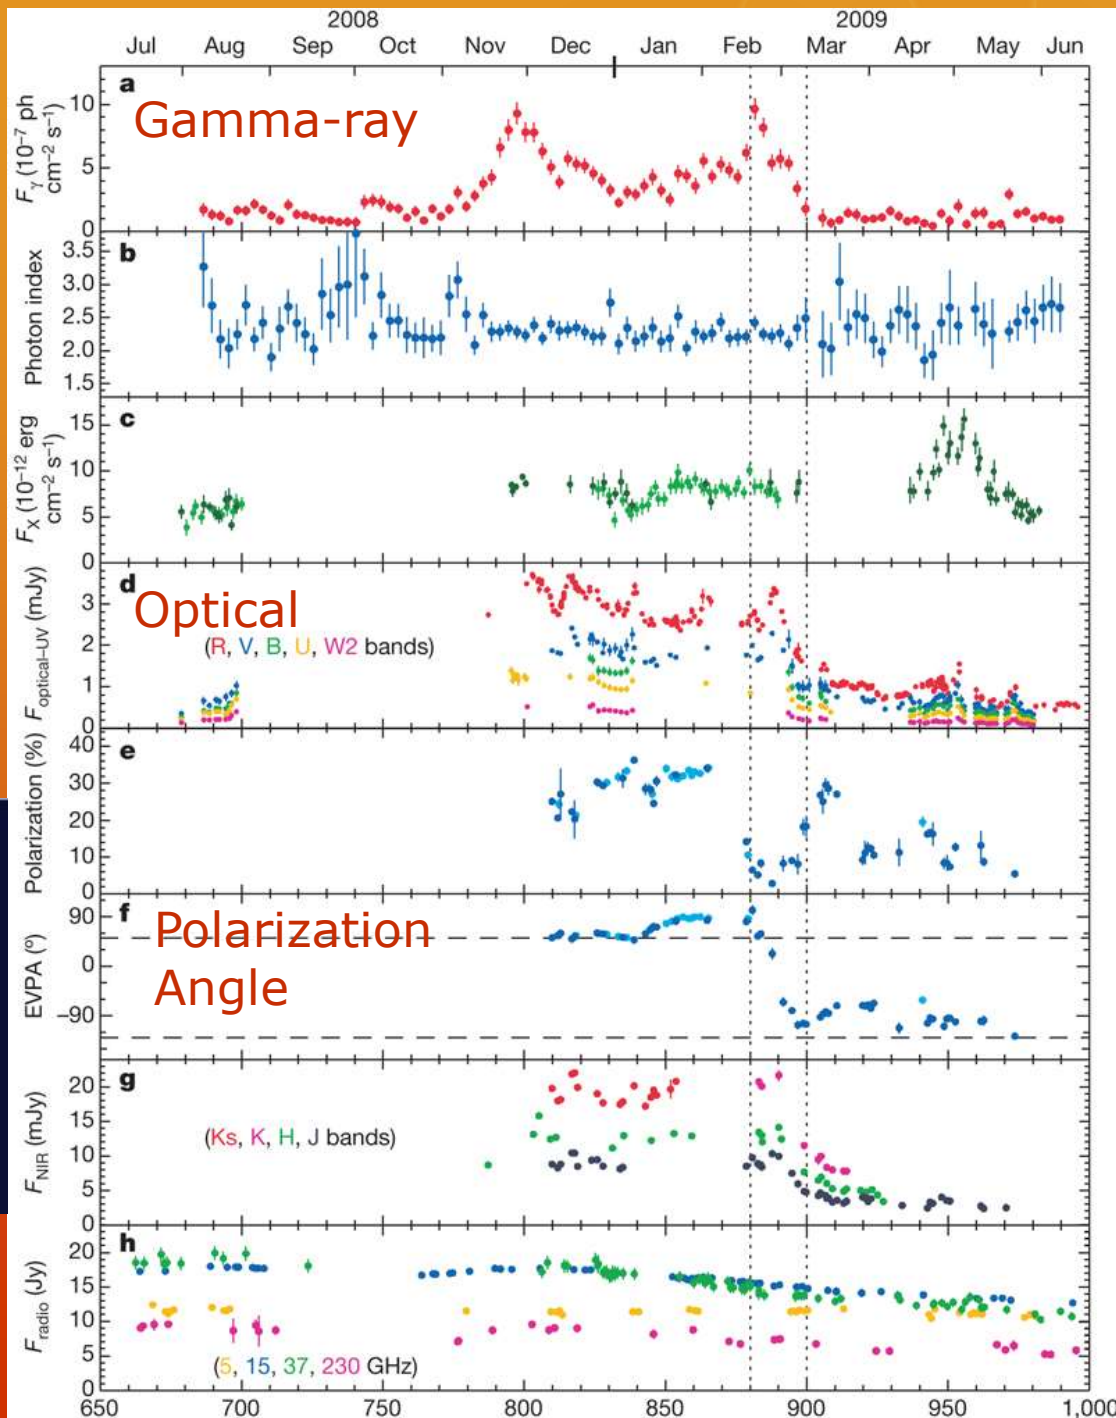 2008 2009
Jul Aug Sep Oct Nov Dec Jan Feb Mar Apr May Jun
a
Gamma-ray
Fγ (10⁻⁷ ph cm⁻² s⁻¹)
10
5
0
b
Photon index
3.5
3.0
2.5
2.0
1.5
c
FX (10⁻¹² erg cm⁻² s⁻¹)
15
10
5
0
d
Optical
(R, V, B, U, W2 bands)
Foptical–UV (mJy)
3
2
1
0
e
Polarization (%)
40
30
20
10
0
f
Polarization
Angle
EVPA (°)
90
0
–90
g
(Ks, K, H, J bands)
FNIR (mJy)
20
15
10
5
0
h
(5, 15, 37, 230 GHz)
Fradio (Jy)
20
15
10
5
0
650 700 750 800 850 900 950 1,000